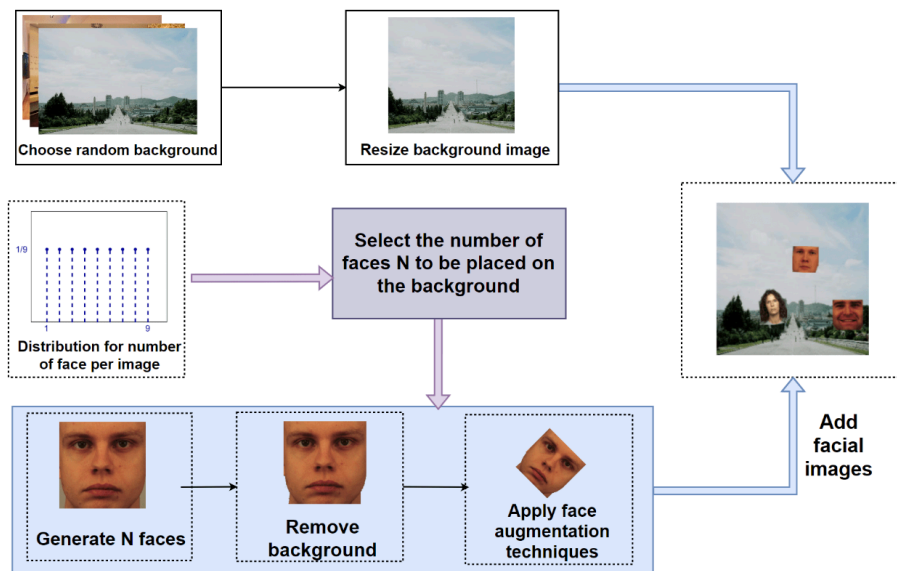 Choose random background
Resize background image
1/9
1
9
Distribution for number
of face per image
Select the number of
faces N to be placed on
the background
Generate N faces
Remove
background
Apply face
augmentation
techniques
Add
facial
images